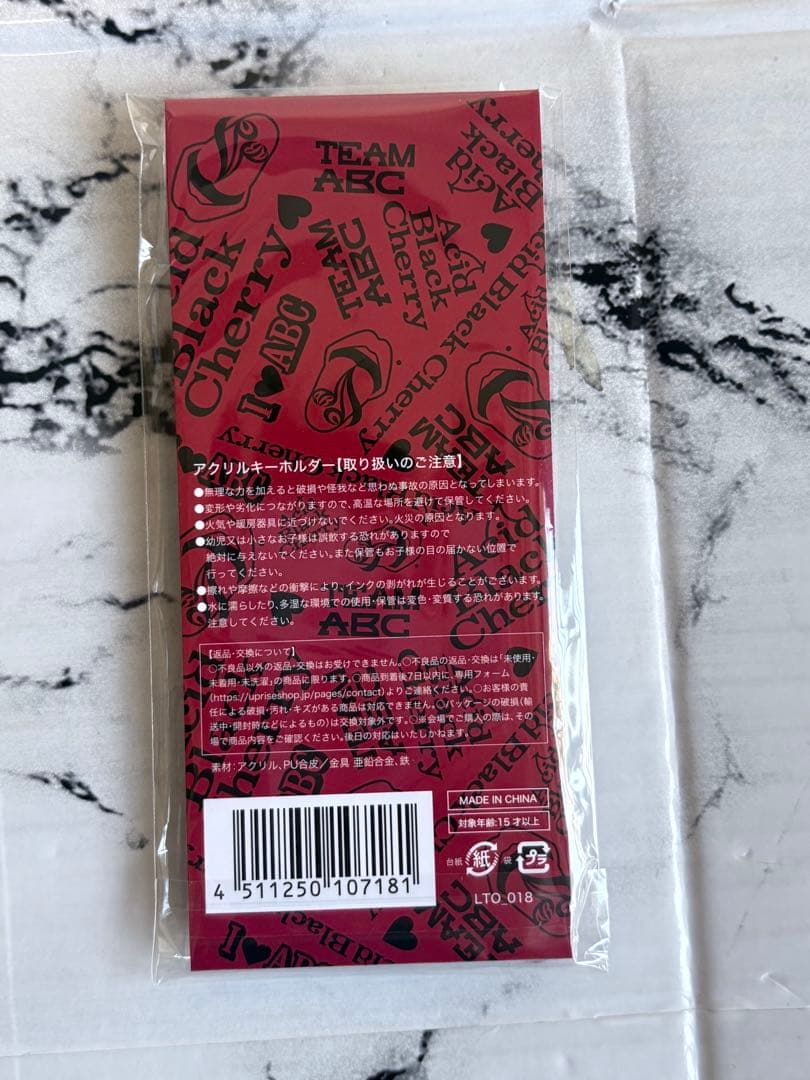 TEAM
ABC
Acid
Black
Cherry
Acid
Black
Cherry
TEAM
ABC
Black
Cherry
I♥ABC
Acid Black Cherry
アクリルキーホルダー【取り扱いのご注意】
●無理な力を加えると破損や怪我など思わぬ事故の原因となってしまいます。
●変形や劣化につながりますので、高温な場所を避けて保管してください。
●火気や暖房器具に近づけないでください。火災の原因となります。
●幼児又は小さなお子様は誤飲する恐れがありますので
絶対に与えないでください。また保管もお子様の目の届かない位置で
行ってください。
●擦れや摩擦などの衝撃により、インクの剥がれが生じることがございます。
●水に濡らしたり、多湿な環境での使用・保管は変色・変質する恐れがあります。
注意してください。
ABC
【返品・交換について】
○不良品以外の返品・交換はお受けできません。○不良品の返品・交換は「未使用・
未着用・未洗濯」の商品に限ります。○商品到着後7日以内に、専用フォーム
(https://upriseshop.jp/pages/contact)よりご連絡ください。○お客様の責
任による破損・汚れ・キズがある商品は対応できません。○パッケージの破損(輸
送中・開封時などによるもの)は交換対象外です。○※会場でご購入の際は、その
場で商品内容をご確認ください。後日の対応はいたしかねます。
素材:アクリル、PU合皮/金具 亜鉛合金、鉄
MADE IN CHINA
対象年齢:15才以上
台紙 紙 袋 プラ
4 511250 107181
LTO_018
TEAM
ABC